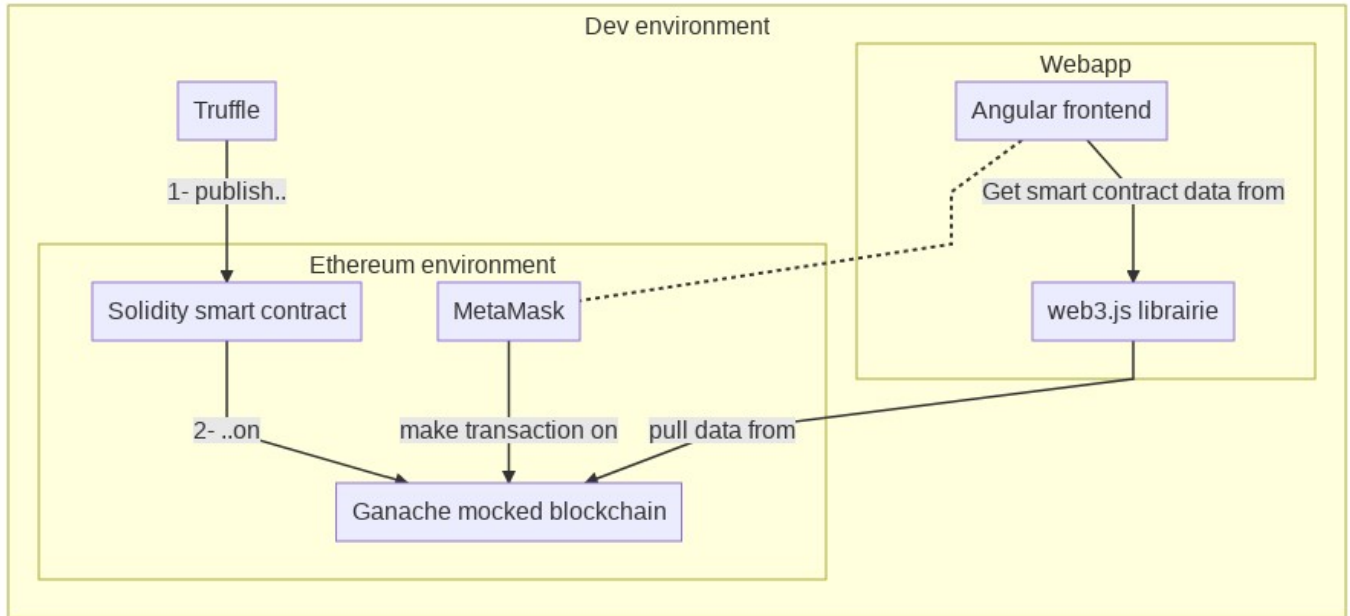 Dev environment
Webapp
Truffle
Angular frontend
1- publish..
Get smart contract data from
Ethereum environment
Solidity smart contract
MetaMask
web3.js librairie
2- ..on
make transaction on
pull data from
Ganache mocked blockchain